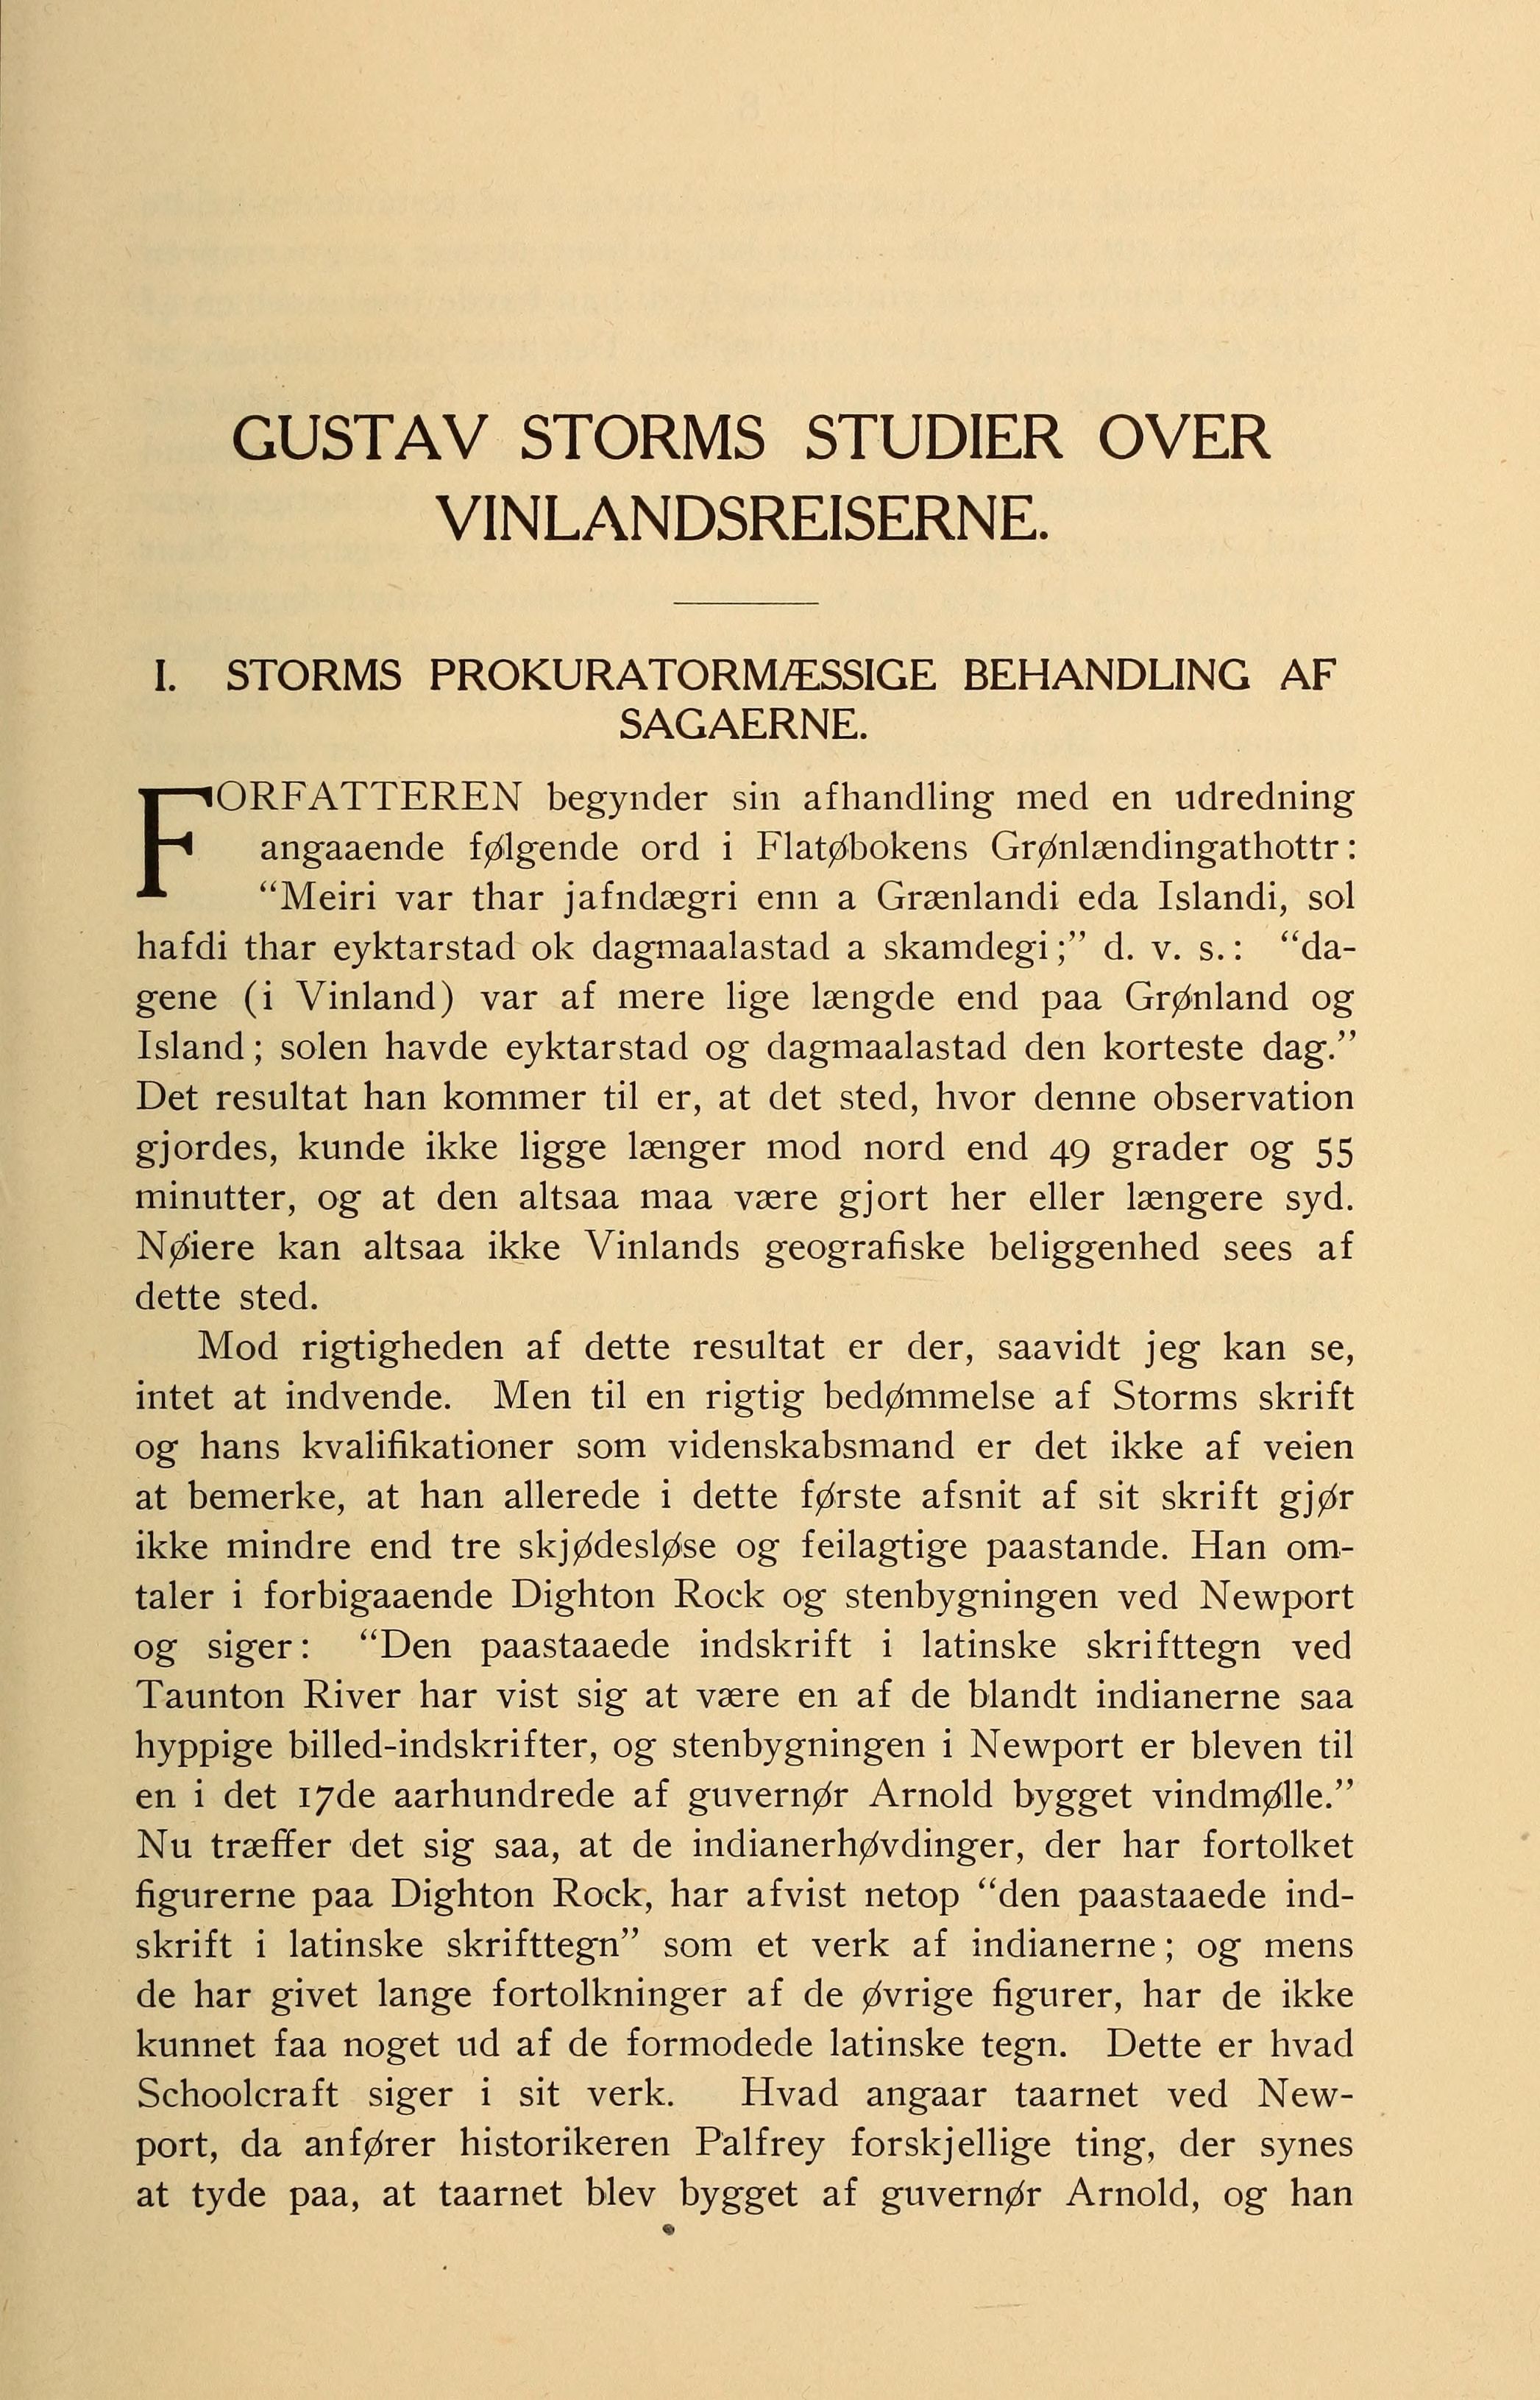 GUSTAV STORMS STUDIER OVER
VINLANDSREISERNE.
I. STORMS PROKURATORMÆSSIGE BEHANDLING AF
SAGAERNE.
FORFATTEREN begynder sin afhandling med en udredning
angaaende følgende ord i Flatøbokens Grønlændingathottr:
“Meiri var thar jafndægri enn a Grænlandi eda Islandi, sol
hafdi thar eyktarstad ok dagmaalastad a skamdegi;” d. v. s.: “da-
gene (i Vinland) var af mere lige længde end paa Grønland og
Island; solen havde eyktarstad og dagmaalastad den korteste dag.”
Det resultat han kommer til er, at det sted, hvor denne observation
gjordes, kunde ikke ligge længer mod nord end 49 grader og 55
minutter, og at den altsaa maa være gjort her eller længere syd.
Nøiere kan altsaa ikke Vinlands geografiske beliggenhed sees af
dette sted.
Mod rigtigheden af dette resultat er der, saavidt jeg kan se,
intet at indvende. Men til en rigtig bedømmelse af Storms skrift
og hans kvalifikationer som videnskabsmand er det ikke af veien
at bemerke, at han allerede i dette første afsnit af sit skrift gjør
ikke mindre end tre skjødesløse og feilagtige paastande. Han om-
taler i forbigaaende Dighton Rock og stenbygningen ved Newport
og siger: “Den paastaaede indskrift i latinske skrifttegn ved
Taunton River har vist sig at være en af de blandt indianerne saa
hyppige billed-indskrifter, og stenbygningen i Newport er bleven til
en i det 17de aarhundrede af guvernør Arnold bygget vindmølle.”
Nu træffer det sig saa, at de indianerhøvdinger, der har fortolket
figurerne paa Dighton Rock, har afvist netop “den paastaaede ind-
skrift i latinske skrifttegn” som et verk af indianerne; og mens
de har givet lange fortolkninger af de øvrige figurer, har de ikke
kunnet faa noget ud af de formodede latinske tegn. Dette er hvad
Schoolcraft siger i sit verk. Hvad angaar taarnet ved New-
port, da anfører historikeren Palfrey forskjellige ting, der synes
at tyde paa, at taarnet blev bygget af guvernør Arnold, og han